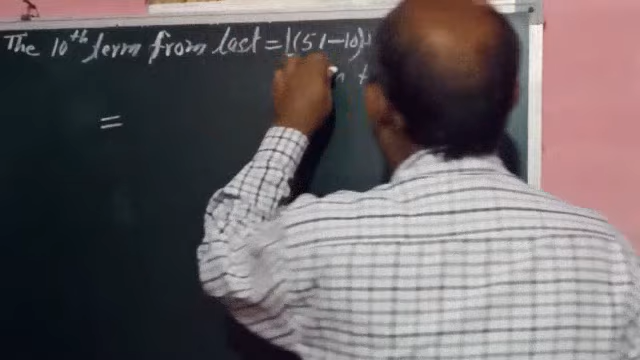 The 10th term from last = [(51-10)+
=